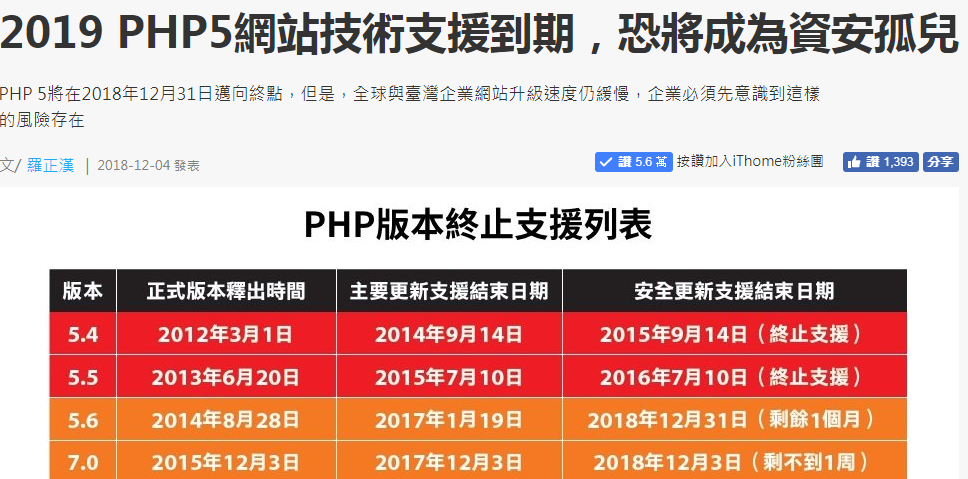 2019 PHP5網站技術支援到期，恐將成為資安孤兒
PHP 5將在2018年12月31日邁向終點，但是，全球與臺灣企業網站升級速度仍緩慢，企業必須先意識到這樣
的風險存在
文/ 羅正漢 | 2018-12-04 發表 讚 5.6 萬 按讚加入iThome粉絲團 讚 1,393 分享
PHP版本終止支援列表
版本 正式版本釋出時間 主要更新支援結束日期 安全更新支援結束日期
5.4 2012年3月1日 2014年9月14日 2015年9月14日（終止支援）
5.5 2013年6月20日 2015年7月10日 2016年7月10日（終止支援）
5.6 2014年8月28日 2017年1月19日 2018年12月31日（剩餘1個月）
7.0 2015年12月3日 2017年12月3日 2018年12月3日（剩不到1周）